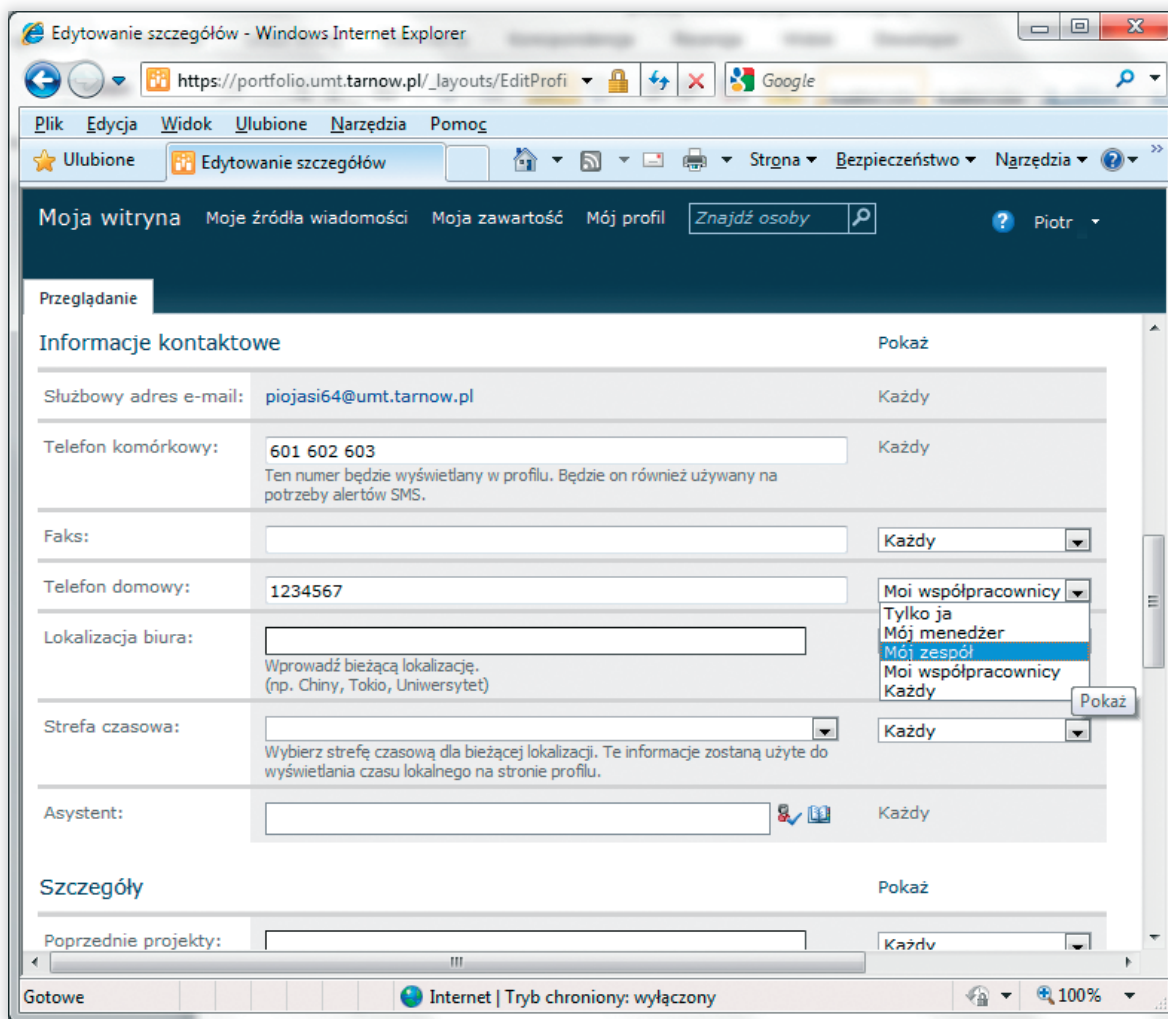 Edytowanie szczegółów - Windows Internet Explorer
https://portfolio.umt.tarnow.pl/_layouts/EditProfi
Google
Plik Edycja Widok Ulubione Narzędzia Pomoc
Ulubione Edytowanie szczegółów Strona Bezpieczeństwo Narzędzia
Moja witryna Moje źródła wiadomości Moja zawartość Mój profil Znajdź osoby Piotr
Przeglądanie
Informacje kontaktowe Pokaż
Służbowy adres e-mail: piojasi64@umt.tarnow.pl Każdy
Telefon komórkowy: 601 602 603 Każdy
Ten numer będzie wyświetlany w profilu. Będzie on również używany na
potrzeby alertów SMS.
Faks: Każdy
Telefon domowy: 1234567 Moi współpracownicy
Tylko ja
Mój menedżer
Lokalizacja biura: Mój zespół
Wprowadź bieżącą lokalizację. Moi współpracownicy
(np. Chiny, Tokio, Uniwersytet) Każdy
Pokaż
Strefa czasowa: Każdy
Wybierz strefę czasową dla bieżącej lokalizacji. Te informacje zostaną użyte do
wyświetlania czasu lokalnego na stronie profilu.
Asystent: Każdy
Szczegóły Pokaż
Poprzednie projekty: Każdy
Gotowe Internet | Tryb chroniony: wyłączony 100%